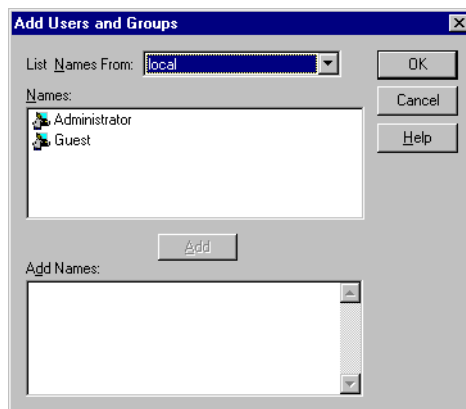 Add Users and Groups
List Names From: local
OK
Names:
Cancel
Administrator
Guest
Help
Add
Add Names: